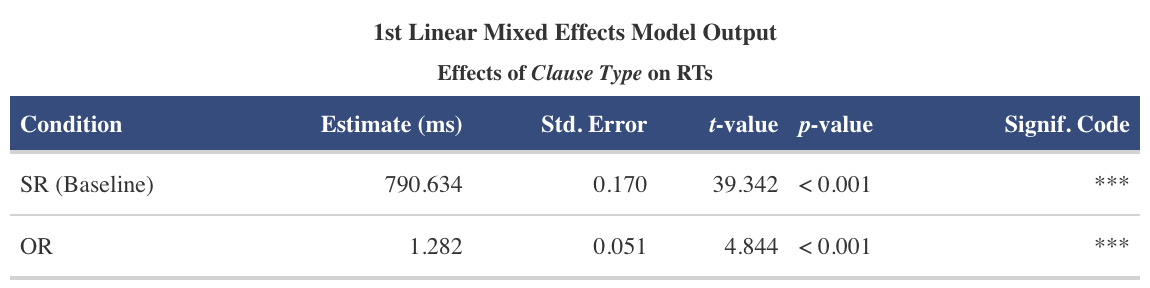 1st Linear Mixed Effects Model Output
Effects of Clause Type on RTs
Condition Estimate (ms) Std. Error t-value p-value Signif. Code
SR (Baseline) 790.634 0.170 39.342 < 0.001 ***
OR 1.282 0.051 4.844 < 0.001 ***